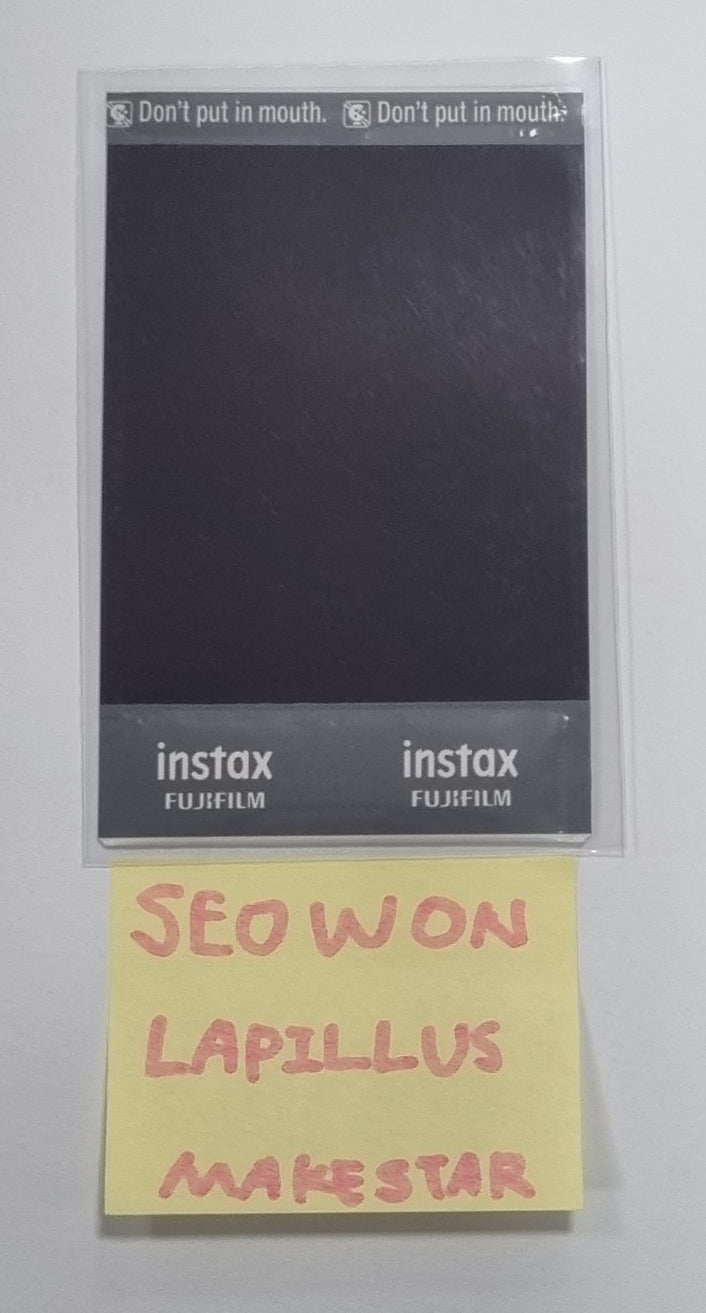 Don't put in mouth. Don't put in mouth.
instax instax
FUJIFILM FUJIFILM
SEOWON
LAPILLUS
MAKESTAR